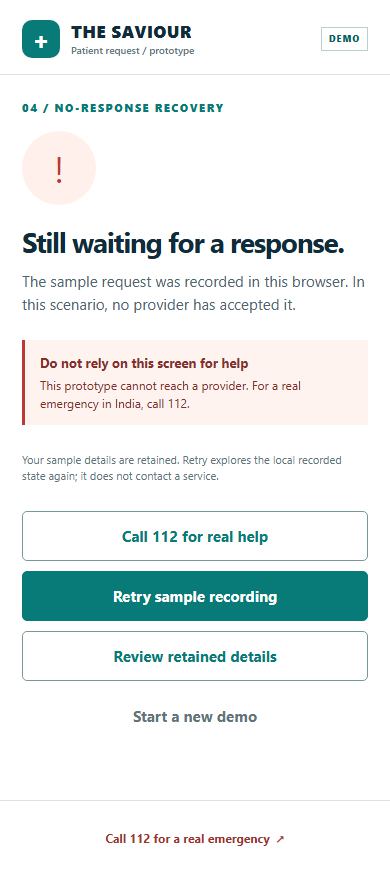 +
THE SAVIOUR
Patient request / prototype
DEMO
04 / NO-RESPONSE RECOVERY
!
Still waiting for a response.
The sample request was recorded in this browser. In
this scenario, no provider has accepted it.
Do not rely on this screen for help
This prototype cannot reach a provider. For a real
emergency in India, call 112.
Your sample details are retained. Retry explores the local recorded
state again; it does not contact a service.
Call 112 for real help
Retry sample recording
Review retained details
Start a new demo
Call 112 for a real emergency ↗